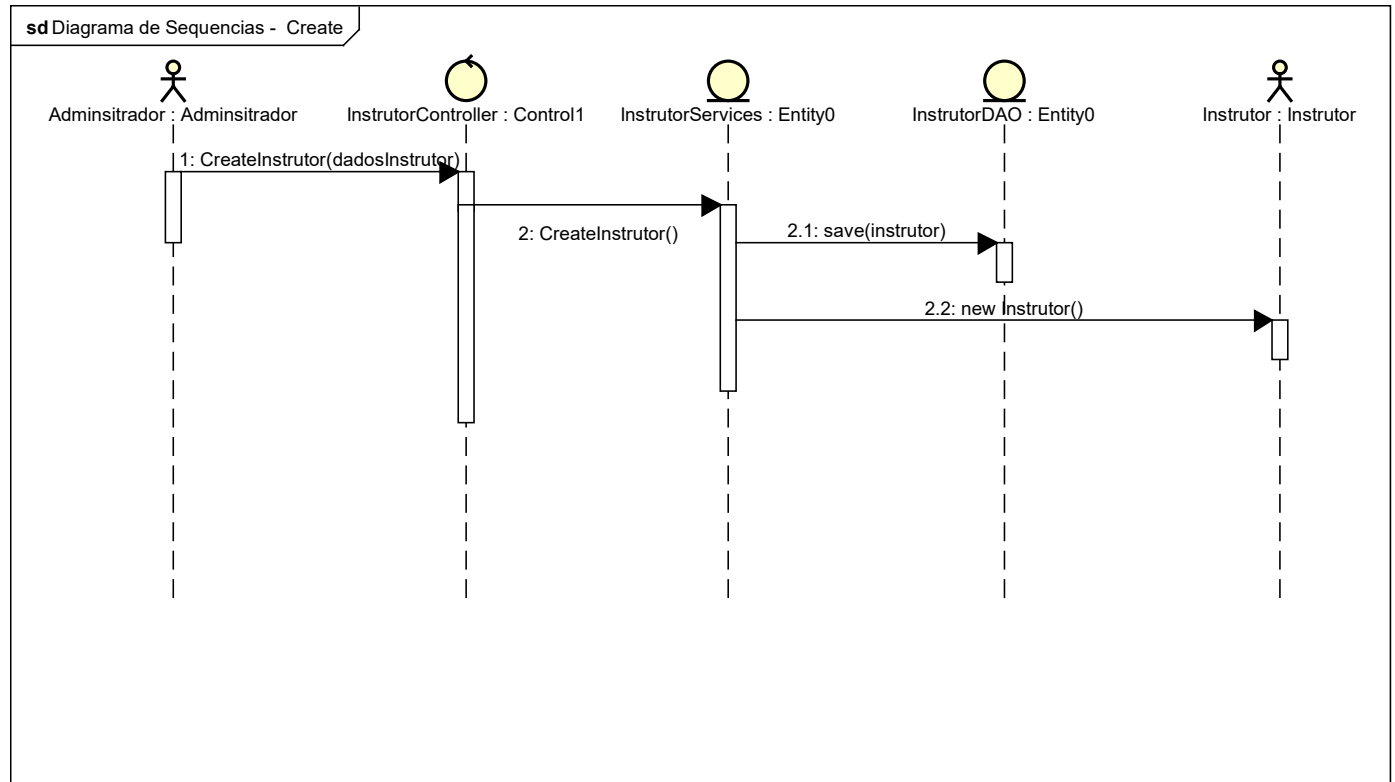 sd Diagrama de Sequencias - Create
Adminsitrador : Adminsitrador
InstrutorController : Control1
InstrutorServices : Entity0
InstrutorDAO : Entity0
Instrutor : Instrutor
1: CreateInstrutor(dadosInstrutor)
2: CreateInstrutor()
2.1: save(instrutor)
2.2: new Instrutor()